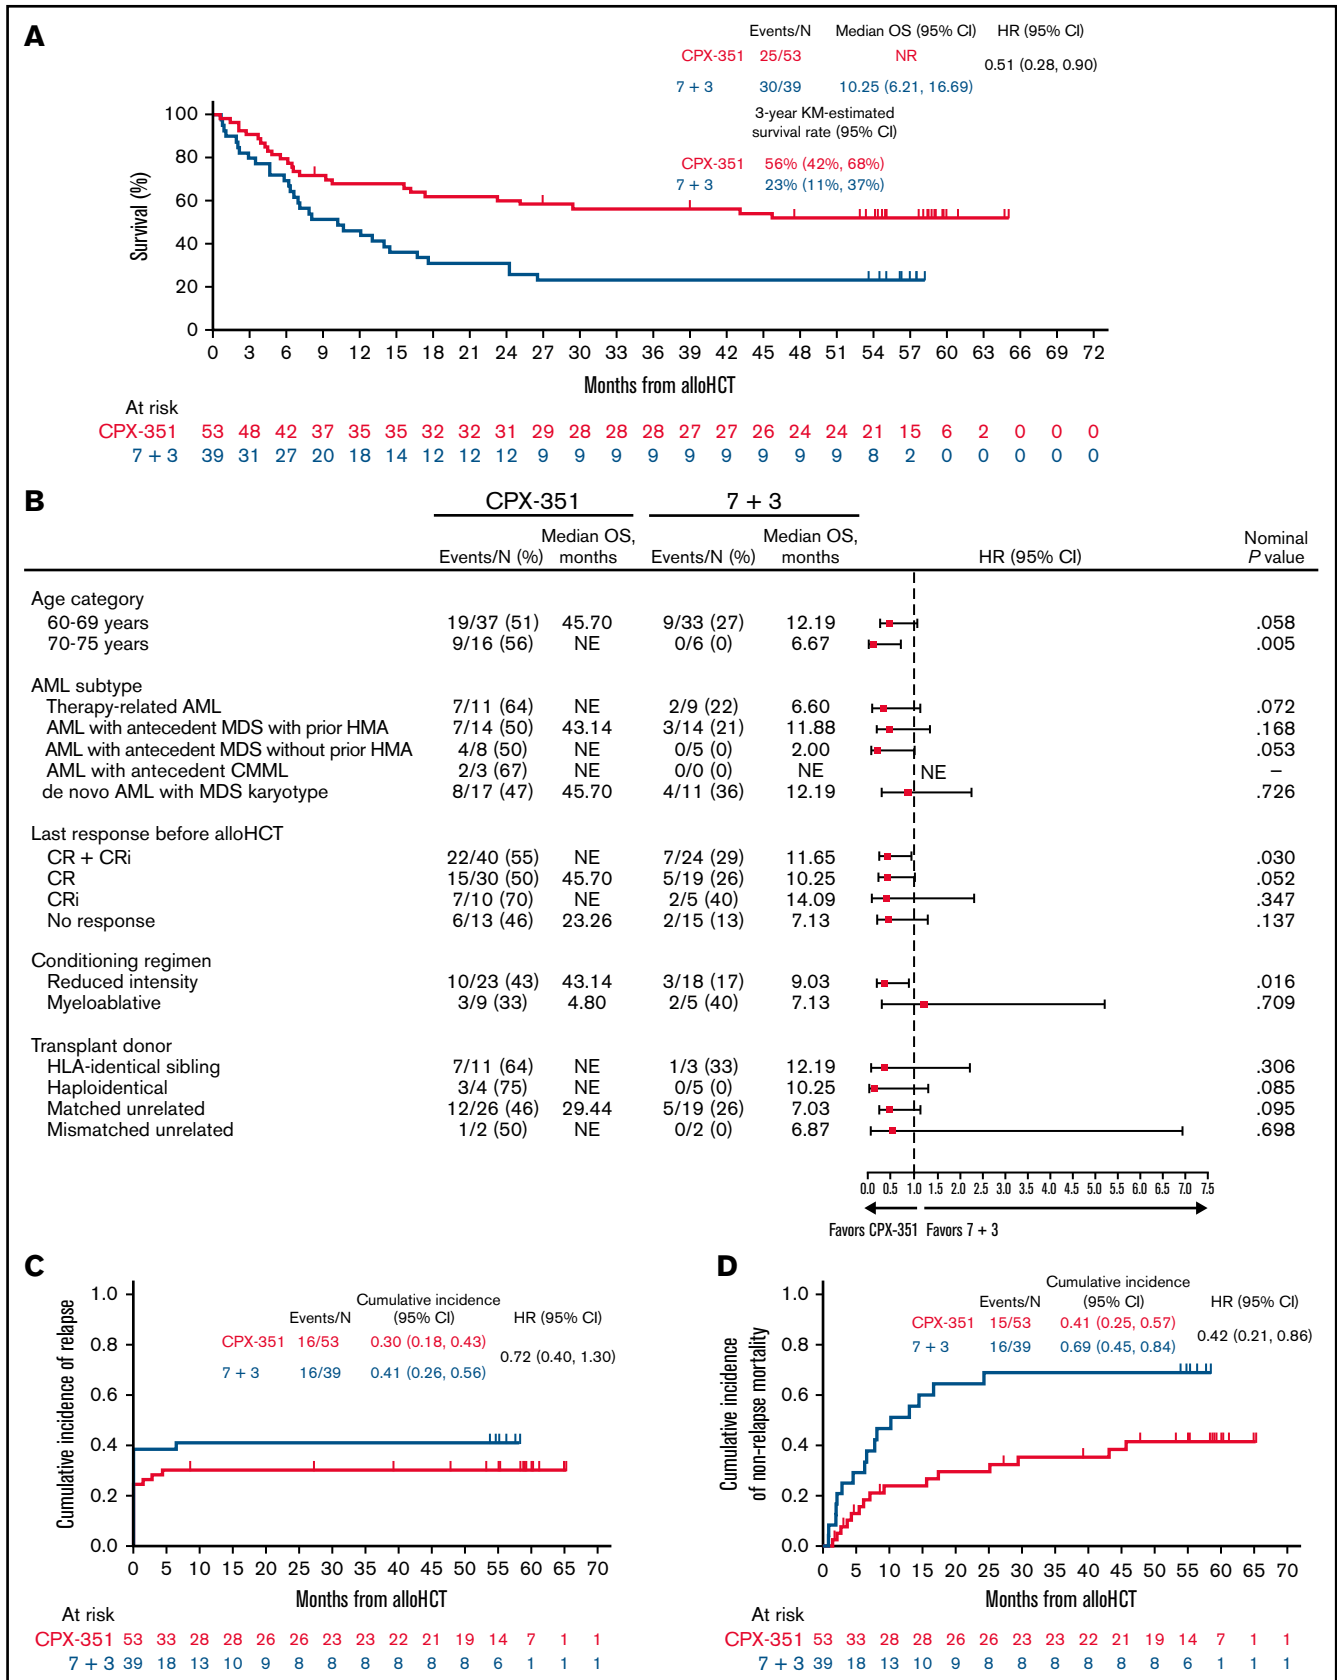 A
Events/N Median OS (95% CI) HR (95% CI)
CPX-351 25/53 NR
0.51 (0.28, 0.90)
7 + 3 30/39 10.25 (6.21, 16.69)
3-year KM-estimated
survival rate (95% CI)
CPX-351 56% (42%, 68%)
7 + 3 23% (11%, 37%)
Survival (%)
100
80
60
40
20
0
0 3 6 9 12 15 18 21 24 27 30 33 36 39 42 45 48 51 54 57 60 63 66 69 72
Months from alloHCT
At risk
CPX-351 53 48 42 37 35 35 32 32 31 29 28 28 28 27 27 26 24 24 21 15 6 2 0 0 0
7 + 3 39 31 27 20 18 14 12 12 12 9 9 9 9 9 9 9 9 9 8 2 0 0 0 0 0
B
CPX-351 7 + 3
Median OS, Median OS, Nominal
Events/N (%) months Events/N (%) months HR (95% CI) P value
Age category
60-69 years 19/37 (51) 45.70 9/33 (27) 12.19 .058
70-75 years 9/16 (56) NE 0/6 (0) 6.67 .005
AML subtype
Therapy-related AML 7/11 (64) NE 2/9 (22) 6.60 .072
AML with antecedent MDS with prior HMA 7/14 (50) 43.14 3/14 (21) 11.88 .168
AML with antecedent MDS without prior HMA 4/8 (50) NE 0/5 (0) 2.00 .053
AML with antecedent CMML 2/3 (67) NE 0/0 (0) NE NE –
de novo AML with MDS karyotype 8/17 (47) 45.70 4/11 (36) 12.19 .726
Last response before alloHCT
CR + CRi 22/40 (55) NE 7/24 (29) 11.65 .030
CR 15/30 (50) 45.70 5/19 (26) 10.25 .052
CRi 7/10 (70) NE 2/5 (40) 14.09 .347
No response 6/13 (46) 23.26 2/15 (13) 7.13 .137
Conditioning regimen
Reduced intensity 10/23 (43) 43.14 3/18 (17) 9.03 .016
Myeloablative 3/9 (33) 4.80 2/5 (40) 7.13 .709
Transplant donor
HLA-identical sibling 7/11 (64) NE 1/3 (33) 12.19 .306
Haploidentical 3/4 (75) NE 0/5 (0) 10.25 .085
Matched unrelated 12/26 (46) 29.44 5/19 (26) 7.03 .095
Mismatched unrelated 1/2 (50) NE 0/2 (0) 6.87 .698
0.0 0.5 1.0 1.5 2.0 2.5 3.0 3.5 4.0 4.5 5.0 5.5 6.0 6.5 7.0 7.5
Favors CPX-351 Favors 7 + 3
C
Cumulative incidence
Events/N (95% CI) HR (95% CI)
CPX-351 16/53 0.30 (0.18, 0.43)
0.72 (0.40, 1.30)
7 + 3 16/39 0.41 (0.26, 0.56)
Cumulative incidence of relapse
1.0
0.8
0.6
0.4
0.2
0.0
0 5 10 15 20 25 30 35 40 45 50 55 60 65 70
Months from alloHCT
At risk
CPX-351 53 33 28 28 26 26 23 23 22 21 19 14 7 1 1
7 + 3 39 18 13 10 9 8 8 8 8 8 8 6 1 1 1
D
Cumulative incidence
Events/N (95% CI) HR (95% CI)
CPX-351 15/53 0.41 (0.25, 0.57)
0.42 (0.21, 0.86)
7 + 3 16/39 0.69 (0.45, 0.84)
Cumulative incidence
of non-relapse mortality
1.0
0.8
0.6
0.4
0.2
0.0
0 5 10 15 20 25 30 35 40 45 50 55 60 65 70
Months from alloHCT
At risk
CPX-351 53 33 28 28 26 26 23 23 22 21 19 14 7 1 1
7 + 3 39 18 13 10 9 8 8 8 8 8 8 6 1 1 1